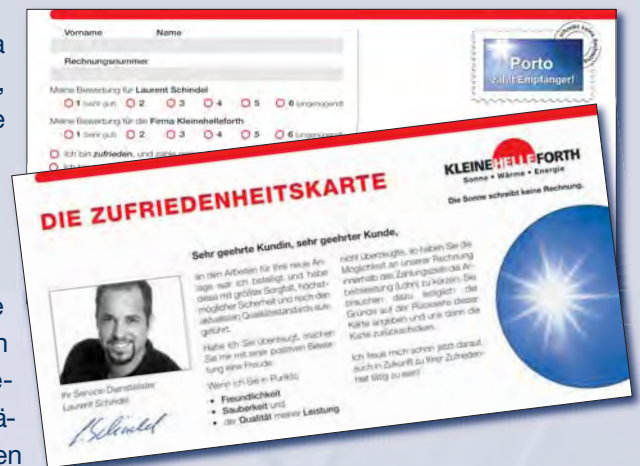 a
,
e
e
n
e-
ä-
en
Vorname Name
Rechnungsnummer
Meine Bewertung für Laurent Schindel
1 (sehr gut) 2 3 4 5 6 (ungenügend)
Meine Bewertung für die Firma Kleinehelleforth
1 (sehr gut) 2 3 4 5 6 (ungenügend)
Ich bin zufrieden, und zahle
Porto
zahlt Empfänger!
DIE ZUFRIEDENHEITSKARTE
KLEINEHELLEFORTH
Sonne • Wärme • Energie
Die Sonne schreibt keine Rechnung.
Sehr geehrte Kundin, sehr geehrter Kunde,
an den Arbeiten für Ihre neue An-
lage war ich beteiligt und habe
diese mit größter Sorgfalt, höchst-
möglicher Sicherheit und nach den
aktuellsten Qualitätsstandards aus-
geführt.
Habe ich Sie überzeugt, machen
Sie mir mit einer positiven Bewer-
tung eine Freude.
Wenn ich Sie in Punkto
• Freundlichkeit
• Sauberkeit und
• der Qualität meiner Leistung
nicht überzeugte, so haben Sie die
Möglichkeit an unserer Rechnung
innerhalb des Zahlungsziels die Ar-
beitsleistung (Lohn) zu kürzen. Sie
brauchen dazu lediglich die
Gründe auf der Rückseite dieser
Karte angeben und uns dann die
Karte zurückschicken.
Ich freue mich schon jetzt darauf,
auch in Zukunft zu Ihrer Zufrieden-
heit tätig zu sein!
Ihr Service-Dienstleister
Laurent Schindel